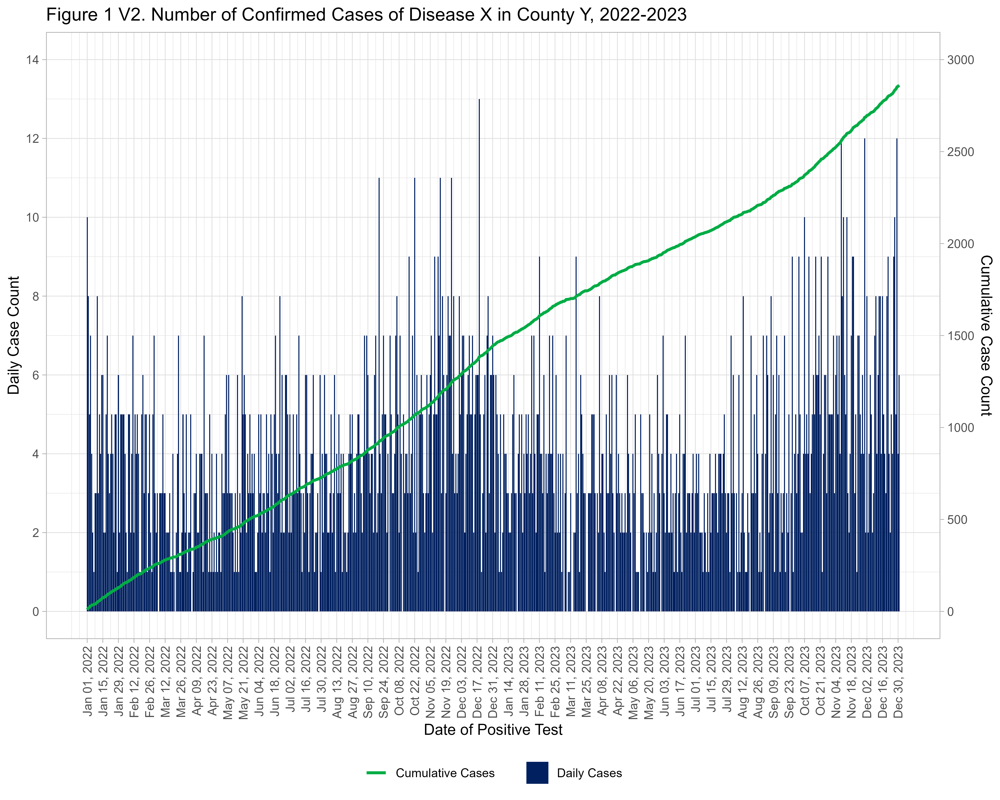 Figure 1 V2. Number of Confirmed Cases of Disease X in County Y, 2022-2023
14
12
10
8
6
4
2
0
Daily Case Count
3000
2500
2000
1500
1000
500
0
Cumulative Case Count
Jan 01, 2022
Jan 15, 2022
Jan 29, 2022
Feb 12, 2022
Feb 26, 2022
Mar 12, 2022
Mar 26, 2022
Apr 09, 2022
Apr 23, 2022
May 07, 2022
May 21, 2022
Jun 04, 2022
Jun 18, 2022
Jul 02, 2022
Jul 16, 2022
Jul 30, 2022
Aug 13, 2022
Aug 27, 2022
Sep 10, 2022
Sep 24, 2022
Oct 08, 2022
Oct 22, 2022
Nov 05, 2022
Nov 19, 2022
Dec 03, 2022
Dec 17, 2022
Dec 31, 2022
Jan 14, 2023
Jan 28, 2023
Feb 11, 2023
Feb 25, 2023
Mar 11, 2023
Mar 25, 2023
Apr 08, 2023
Apr 22, 2023
May 06, 2023
May 20, 2023
Jun 03, 2023
Jun 17, 2023
Jul 01, 2023
Jul 15, 2023
Jul 29, 2023
Aug 12, 2023
Aug 26, 2023
Sep 09, 2023
Sep 23, 2023
Oct 07, 2023
Oct 21, 2023
Nov 04, 2023
Nov 18, 2023
Dec 02, 2023
Dec 16, 2023
Dec 30, 2023
Date of Positive Test
Cumulative Cases
Daily Cases